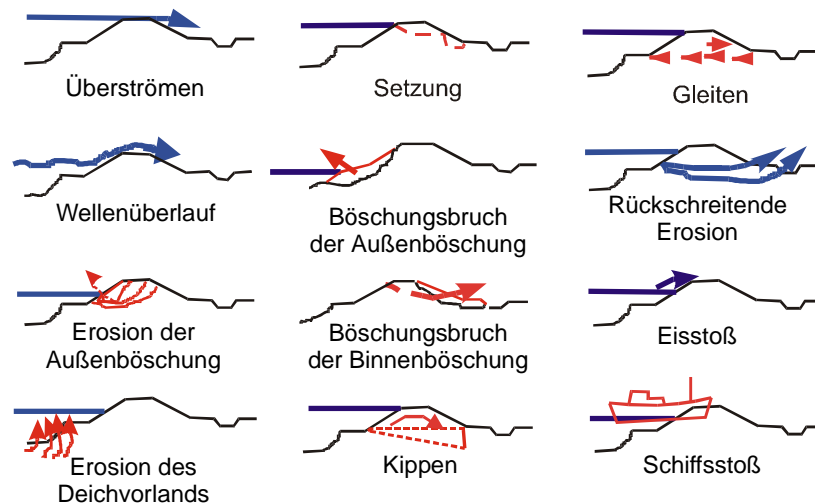 Überströmen
Setzung
Gleiten
Wellenüberlauf
Böschungsbruch
der Außenböschung
Rückschreitende
Erosion
Erosion der
Außenböschung
Böschungsbruch
der Binnenböschung
Eisstoß
Erosion des
Deichvorlands
Kippen
Schiffsstoß